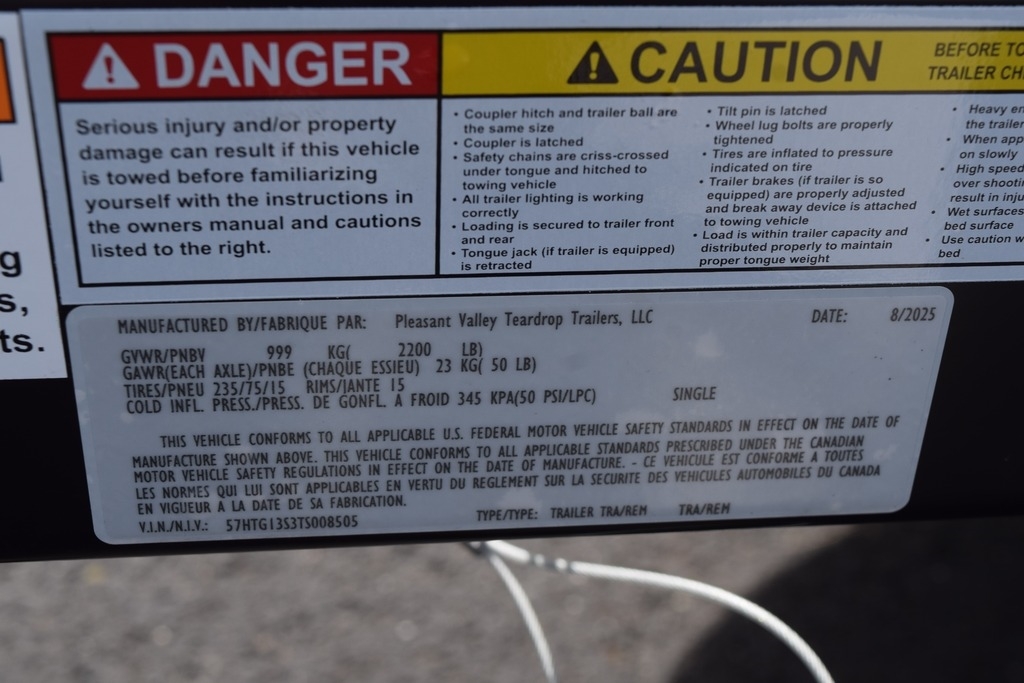 DANGER
Serious injury and/or property
damage can result if this vehicle
is towed before familiarizing
yourself with the instructions in
the owners manual and cautions
listed to the right.
CAUTION
BEFORE
TRAILER
• Coupler hitch and trailer ball are
the same size
• Coupler is latched
• Safety chains are criss-crossed
under tongue and hitched to
towing vehicle
• All trailer lighting is working
correctly
• Loading is secured to trailer front
and rear
• Tongue jack (if trailer is equipped)
is retracted
• Tilt pin is latched
• Wheel lug bolts are properly
tightened
• Tires are inflated to pressure
indicated on tire
• Trailer brakes (if trailer is so
equipped) are properly adjusted
and break away device is attached
to towing vehicle
• Load is within trailer capacity and
distributed properly to maintain
proper tongue weight
• Heavy
the trailer
• When
on slowly
• High speed
over
result in
• Wet surfaces
bed surface
• Use caution
bed
g
s,
ts.
MANUFACTURED BY/FABRIQUE PAR: Pleasant Valley Teardrop Trailers, LLC DATE: 8/2025
GVWR/PNBV 999 KG( 2200 LB)
GAWR(EACH AXLE)/PNBE (CHAQUE ESSIEU) 23 KG( 50 LB)
TIRES/PNEU 235/75/15 RIMS/JANTE 15
COLD INFL. PRESS./PRESS. DE GONFL. A FROID 345 KPA(50 PSI/LPC) SINGLE
THIS VEHICLE CONFORMS TO ALL APPLICABLE U.S. FEDERAL MOTOR VEHICLE SAFETY STANDARDS IN EFFECT ON THE DATE OF
MANUFACTURE SHOWN ABOVE. THIS VEHICLE CONFORMS TO ALL APPLICABLE STANDARDS PRESCRIBED UNDER THE CANADIAN
MOTOR VEHICLE SAFETY REGULATIONS IN EFFECT ON THE DATE OF MANUFACTURE. - CE VEHICULE EST CONFORME A TOUTES
LES NORMES QUI LUI SONT APPLICABLES EN VERTU DU REGLEMENT SUR LA SECURITE DES VEHICULES AUTOMOBILES DU CANADA
EN VIGUEUR A LA DATE DE SA FABRICATION.
V.I.N./N.I.V.: 57HTG13S3TS008505 TYPE/TYPE: TRAILER TRA/REM TRA/REM